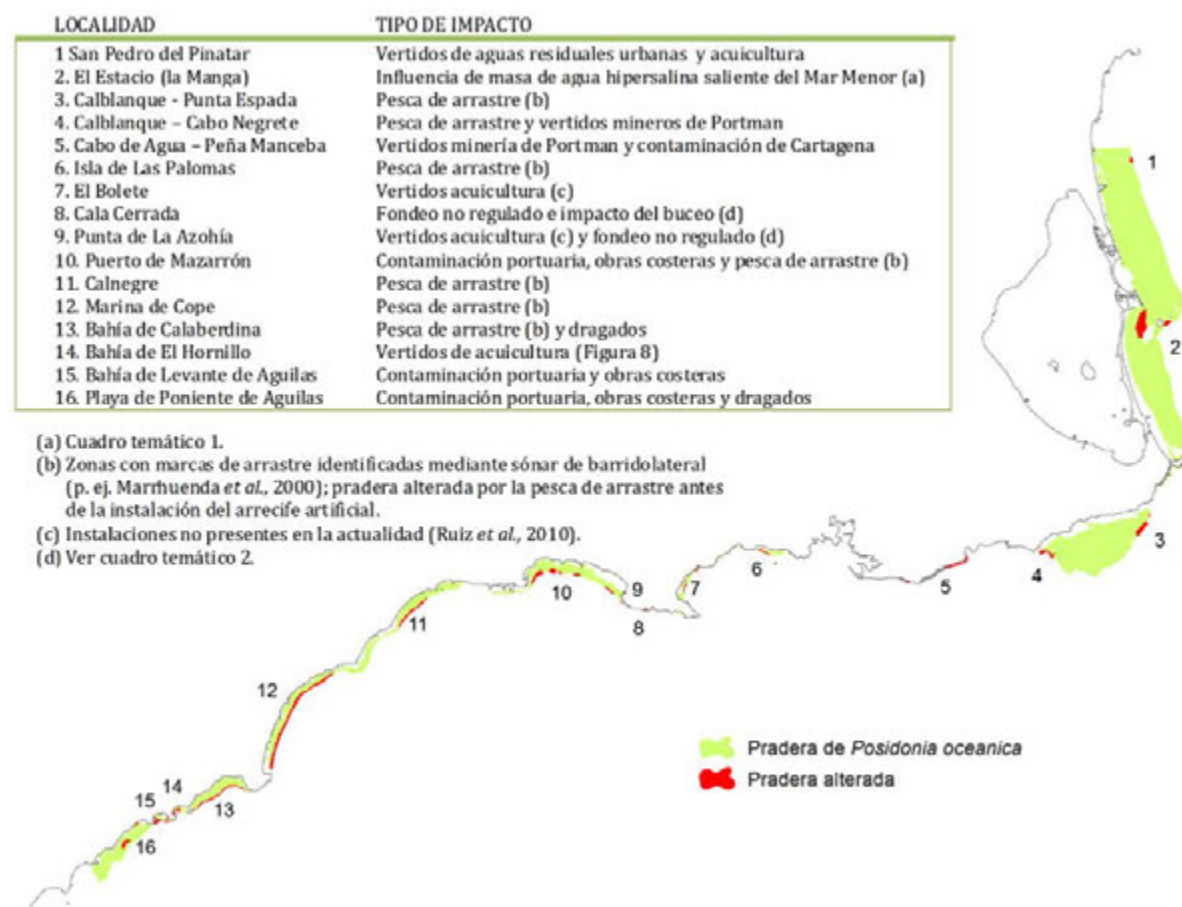 LOCALIDAD TIPO DE IMPACTO
1 San Pedro del Pinatar Vertidos de aguas residuales urbanas y acuicultura
2. El Estacio (la Manga) Influencia de masa de agua hipersalina saliente del Mar Menor (a)
3. Calblanque - Punta Espada Pesca de arrastre (b)
4. Calblanque – Cabo Negrete Pesca de arrastre y vertidos mineros de Portman
5. Cabo de Agua – Peña Manceba Vertidos minería de Portman y contaminación de Cartagena
6. Isla de Las Palomas Pesca de arrastre (b)
7. El Bolete Vertidos acuicultura (c)
8. Cala Cerrada Fondeo no regulado e impacto del buceo (d)
9. Punta de La Azohía Vertidos acuicultura (c) y fondeo no regulado (d)
10. Puerto de Mazarrón Contaminación portuaria, obras costeras y pesca de arrastre (b)
11. Calnegre Pesca de arrastre (b)
12. Marina de Cope Pesca de arrastre (b)
13. Bahía de Calaberdina Pesca de arrastre (b) y dragados
14. Bahía de El Hornillo Vertidos de acuicultura (Figura 8)
15. Bahía de Levante de Aguilas Contaminación portuaria y obras costeras
16. Playa de Poniente de Aguilas Contaminación portuaria, obras costeras y dragados
(a) Cuadro temático 1.
(b) Zonas con marcas de arrastre identificadas mediante sónar de barridolateral
(p. ej. Marrhuenda et al., 2000); pradera alterada por la pesca de arrastre antes
de la instalación del arrecife artificial.
(c) Instalaciones no presentes en la actualidad (Ruiz et al., 2010).
(d) Ver cuadro temático 2.
1
2
3
4
5
6
7
8
9
10
11
12
13
14
15
16
Pradera de Posidonia oceanica
Pradera alterada